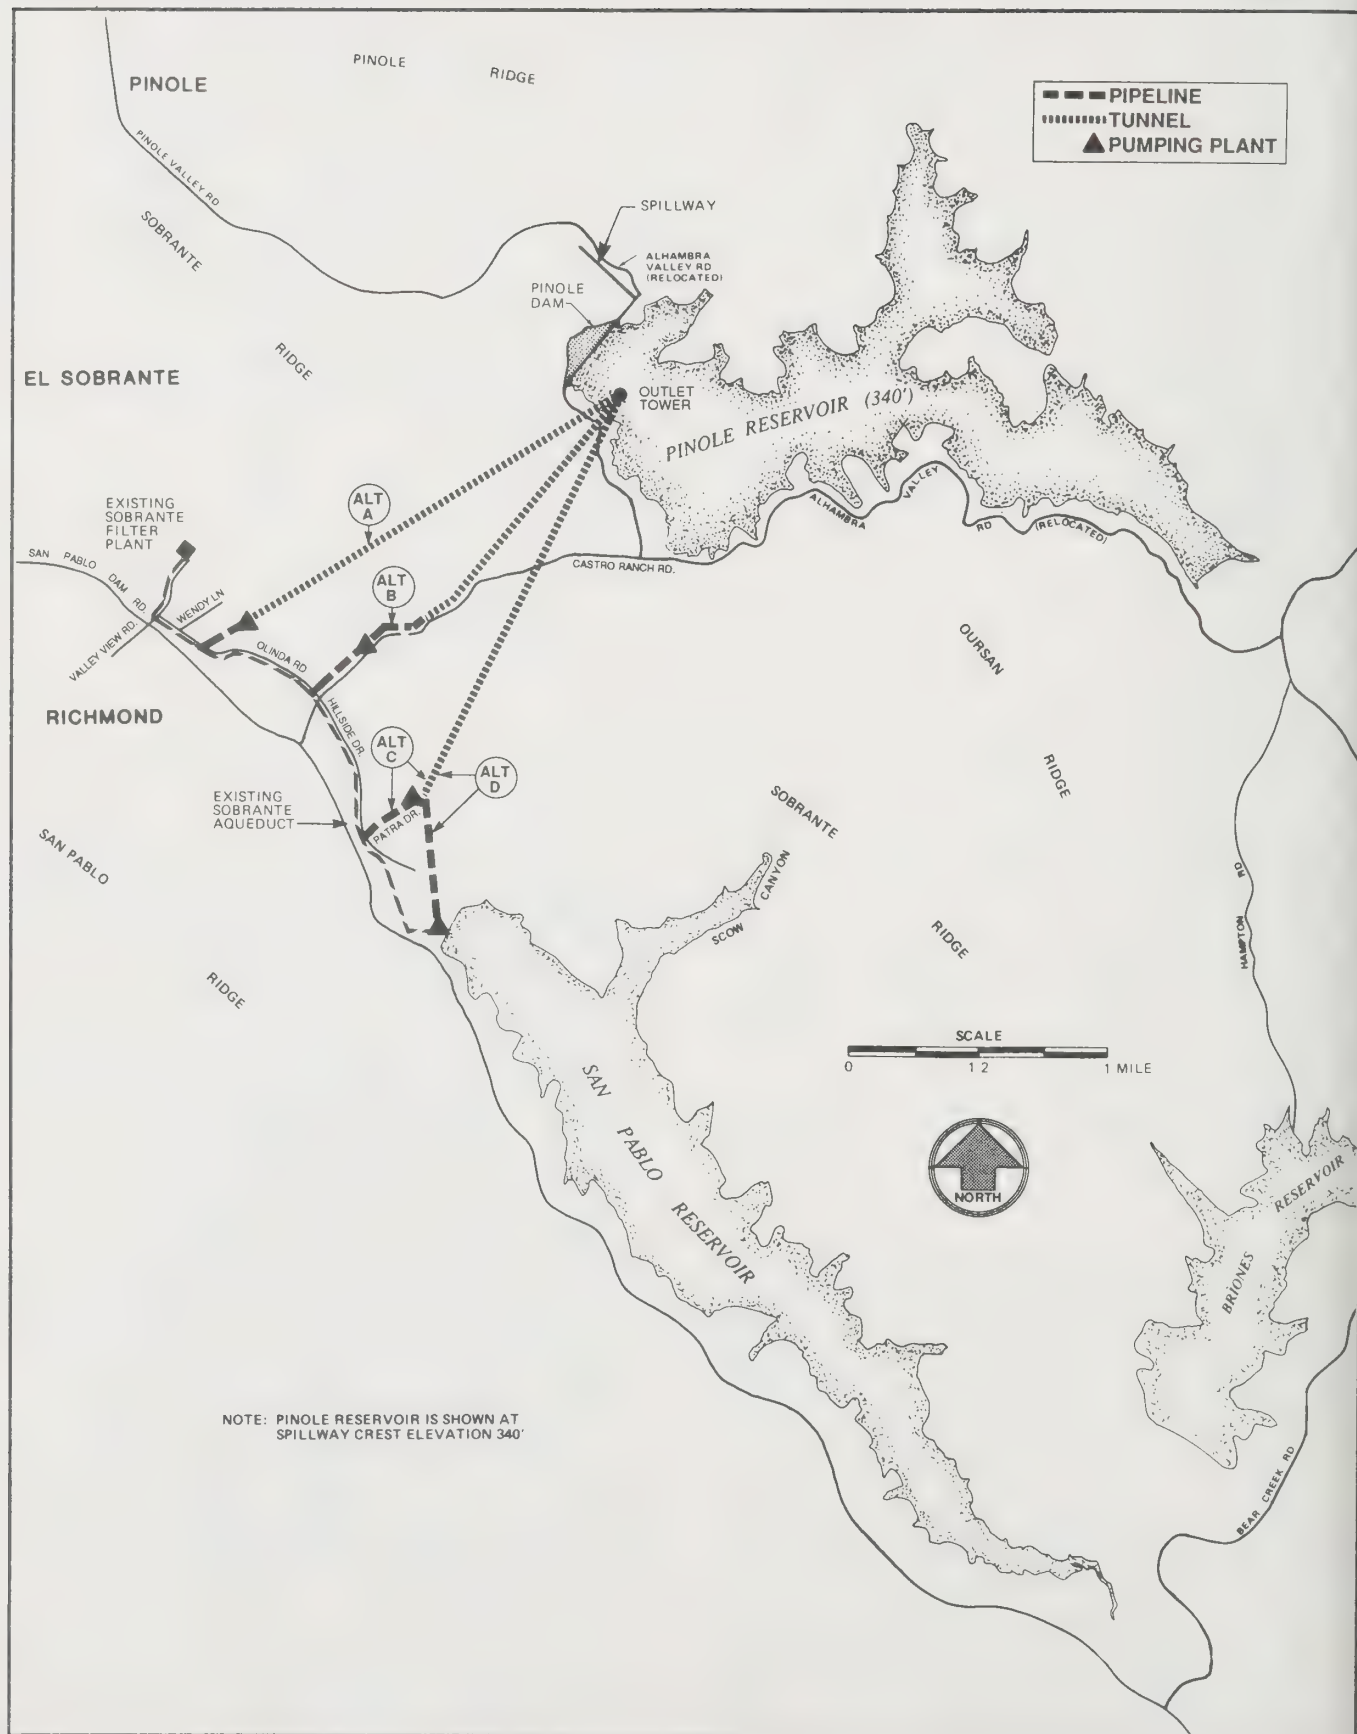 PINOLE RIDGE
PINOLE
PIPELINE
TUNNEL
PUMPING PLANT
PINOLE VALLEY RD
SOBRANTE
RIDGE
SPILLWAY
ALHAMBRA
VALLEY RD
(RELOCATED)
PINOLE
DAM
EL SOBRANTE
OUTLET
TOWER
PINOLE RESERVOIR (340')
ALHAMBRA VALLEY RD (RELOCATED)
ALT
A
EXISTING
SOBRANTE
FILTER
PLANT
SAN PABLO DAM RD.
CASTRO RANCH RD.
ALT
B
WENDY LN
VALLEY VIEW RD.
OLINDA RD
RICHMOND
HILLSIDE DR.
OURSAN
RIDGE
ALT
C
ALT
D
EXISTING
SOBRANTE
AQUEDUCT
PATRA DR.
SOBRANTE
RIDGE
SAN PABLO
RIDGE
SCOW CANYON
HAMPTON RD
SCALE
0 1 2 1 MILE
SAN PABLO RESERVOIR
NORTH
BRIONES RESERVOIR
NOTE: PINOLE RESERVOIR IS SHOWN AT
SPILLWAY CREST ELEVATION 340'
BEAR CREEK RD